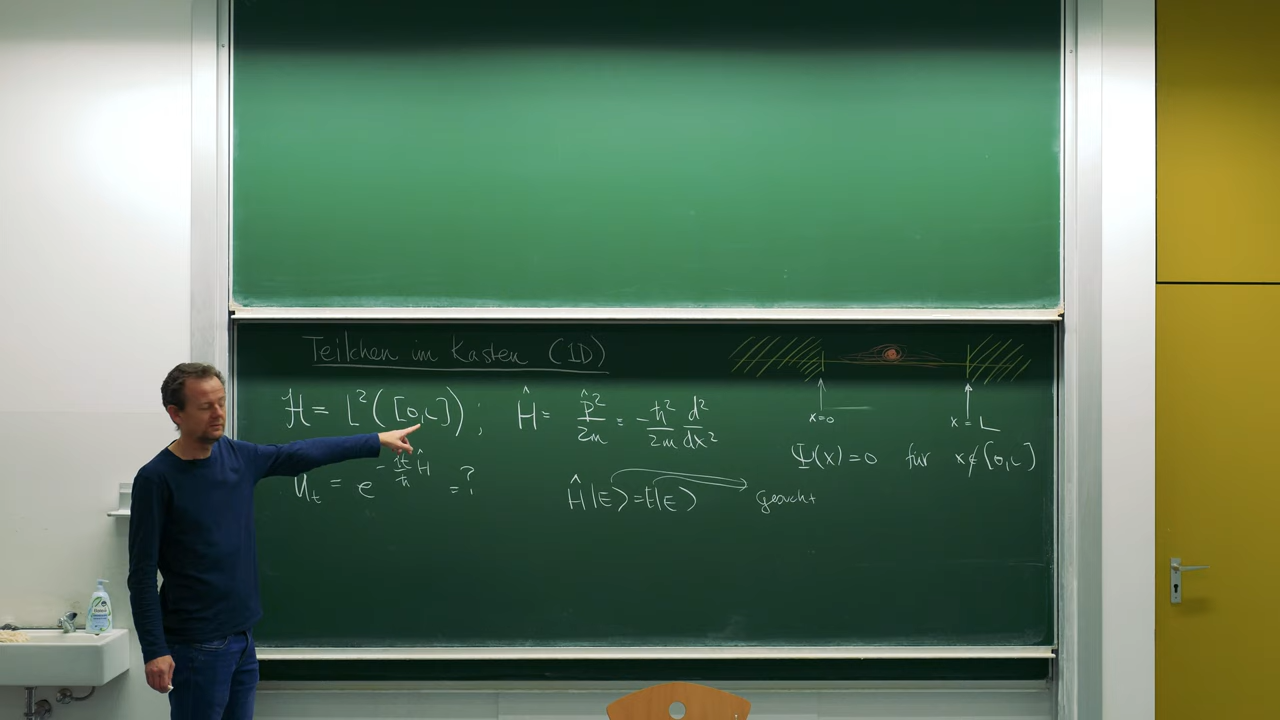 Teilchen im Kasten (1D)
ℋ = L²([0,L]) ; Ĥ = P̂²/2m = -ħ²/2m d²/dx²
x=0
x=L
Ψ(x)=0 für x∉[0,L]
U_t = e^{-it/ħ Ĥ} = ?
Ĥ|E⟩=E|E⟩ gesucht